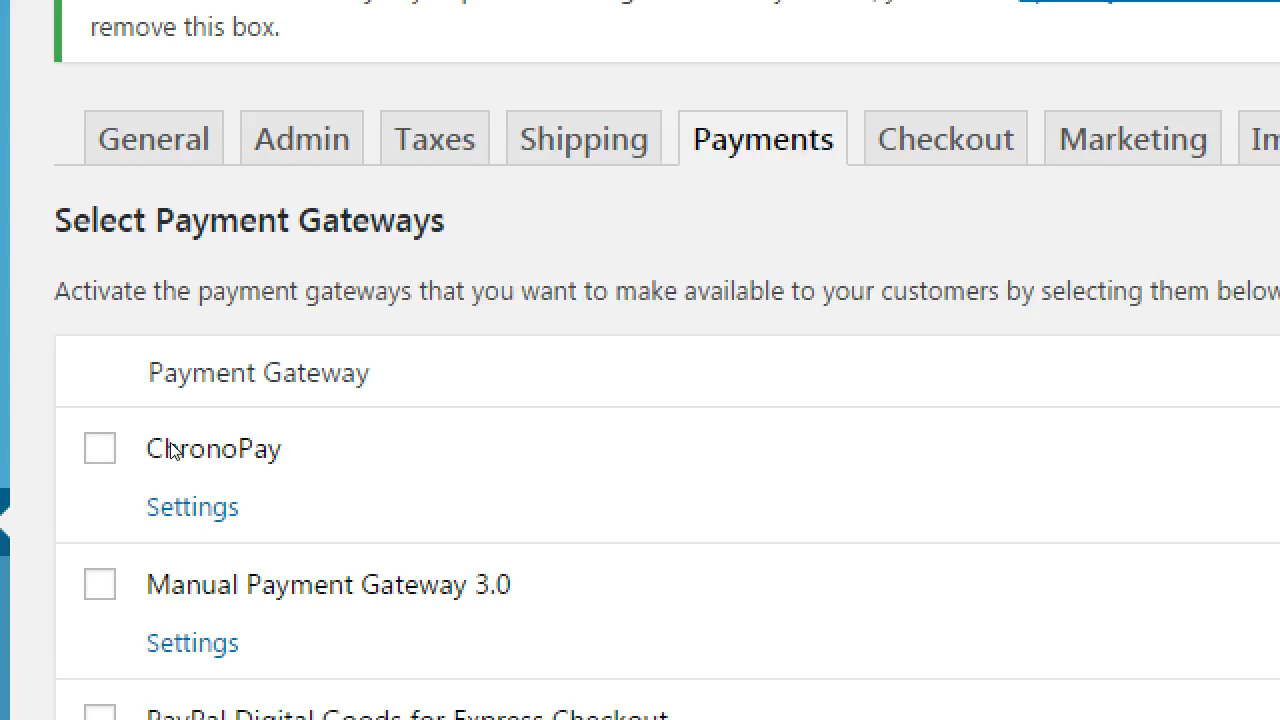 remove this box.
General Admin Taxes Shipping Payments Checkout Marketing
Select Payment Gateways
Activate the payment gateways that you want to make available to your customers by selecting them below
Payment Gateway
ChronoPay
Settings
Manual Payment Gateway 3.0
Settings
PayPal Digital Goods for Express Checkout